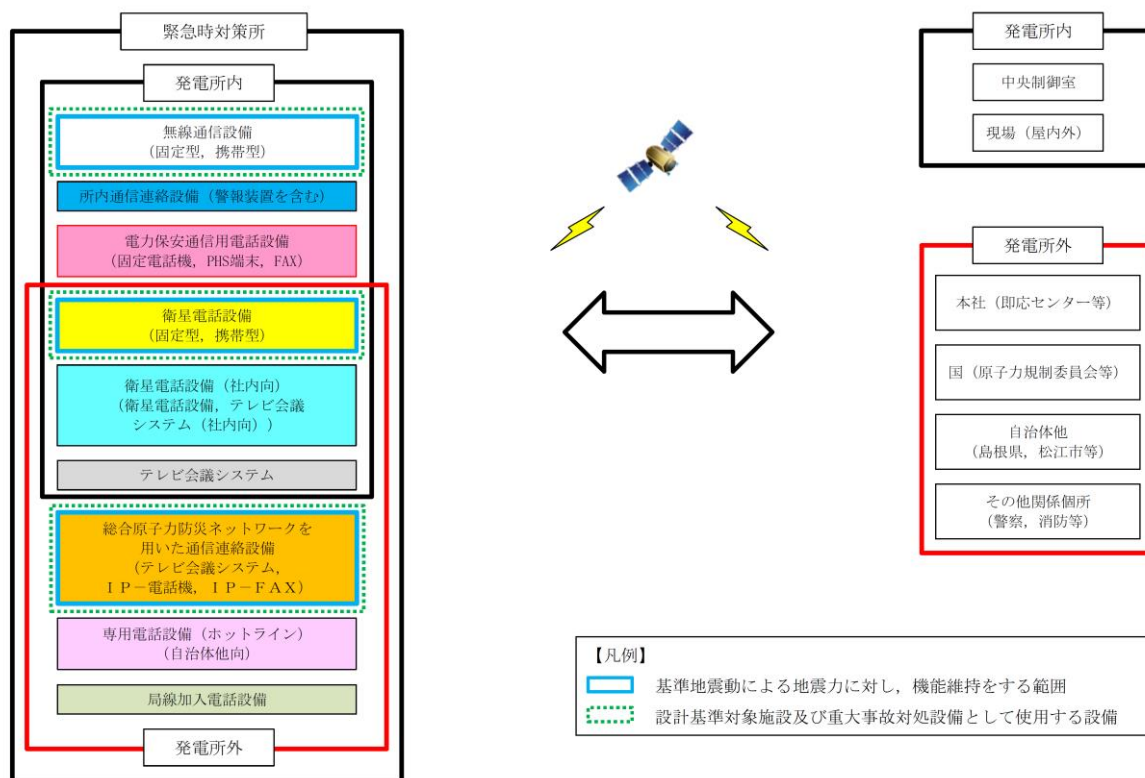 緊急時対策所
発電所内
無線通信設備
(固定型，携帯型)
所内通信連絡設備（警報装置を含む）
電力保安通信用電話設備
(固定電話機，PHS端末，FAX)
衛星電話設備
(固定型，携帯型)
衛星電話設備（社内向）
(衛星電話設備，テレビ会議
システム（社内向）)
テレビ会議システム
総合原子力防災ネットワークを
用いた通信連絡設備
(テレビ会議システム，
ＩＰ－電話機，ＩＰ－ＦＡＸ)
専用電話設備（ホットライン）
(自治体他向)
局線加入電話設備
発電所外
発電所内
中央制御室
現場（屋内外）
発電所外
本社（即応センター等）
国（原子力規制委員会等）
自治体他
(島根県，松江市等)
その他関係個所
(警察，消防等)
【凡例】
基準地震動による地震力に対し，機能維持をする範囲
設計基準対象施設及び重大事故対処設備として使用する設備